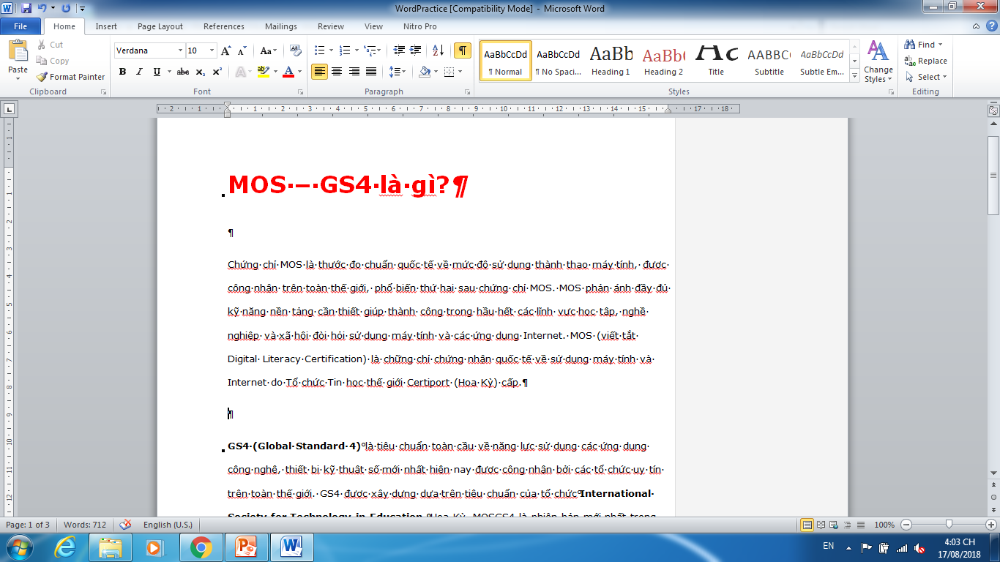 WordPractice [Compatibility Mode] - Microsoft Word
File Home Insert Page Layout References Mailings Review View Nitro Pro
Paste Cut Copy Format Painter Clipboard
Verdana 10 Font
Paragraph
AaBbCcDd ¶ Normal
AaBbCcDd ¶ No Spaci...
AaBb Heading 1
AaBbC Heading 2
Title
AABBC Subtitle
AaBbCcDd Subtle Em...
Change Styles
Styles
Find Replace Select Editing
2 1 1 2 3 4 5 6 7 8 9 10 11 12 13 14 15 17 18
MOS – GS4 là gì?¶
¶
Chứng chỉ MOS là thước đo chuẩn quốc tế về mức độ sử dụng thành thạo máy tính, được
công nhận trên toàn thế giới, phổ biến thứ hai sau chứng chỉ MOS. MOS phản ánh đầy đủ
kỹ năng nền tảng cần thiết giúp thành công trong hầu hết các lĩnh vực học tập, nghề
nghiệp và xã hội đòi hỏi sử dụng máy tính và các ứng dụng Internet. MOS (viết tắt
Digital Literacy Certification) là chững chỉ chứng nhận quốc tế về sử dụng máy tính và
Internet do Tổ chức Tin học thế giới Certiport (Hoa Kỳ) cấp.¶
¶
GS4 (Global Standard 4)°là tiêu chuẩn toàn cầu về năng lực sử dụng các ứng dụng
công nghệ, thiết bị kỹ thuật số mới nhất hiện nay được công nhận bởi các tổ chức uy tín
trên toàn thế giới. GS4 được xây dựng dựa trên tiêu chuẩn của tổ chức°International
Society for Technology in Education °Hoa Kỳ. MOSGS4 là phiên bản mới nhất trong
Page: 1 of 3 Words: 712 English (U.S.) 100%
EN 4:03 CH
17/08/2018